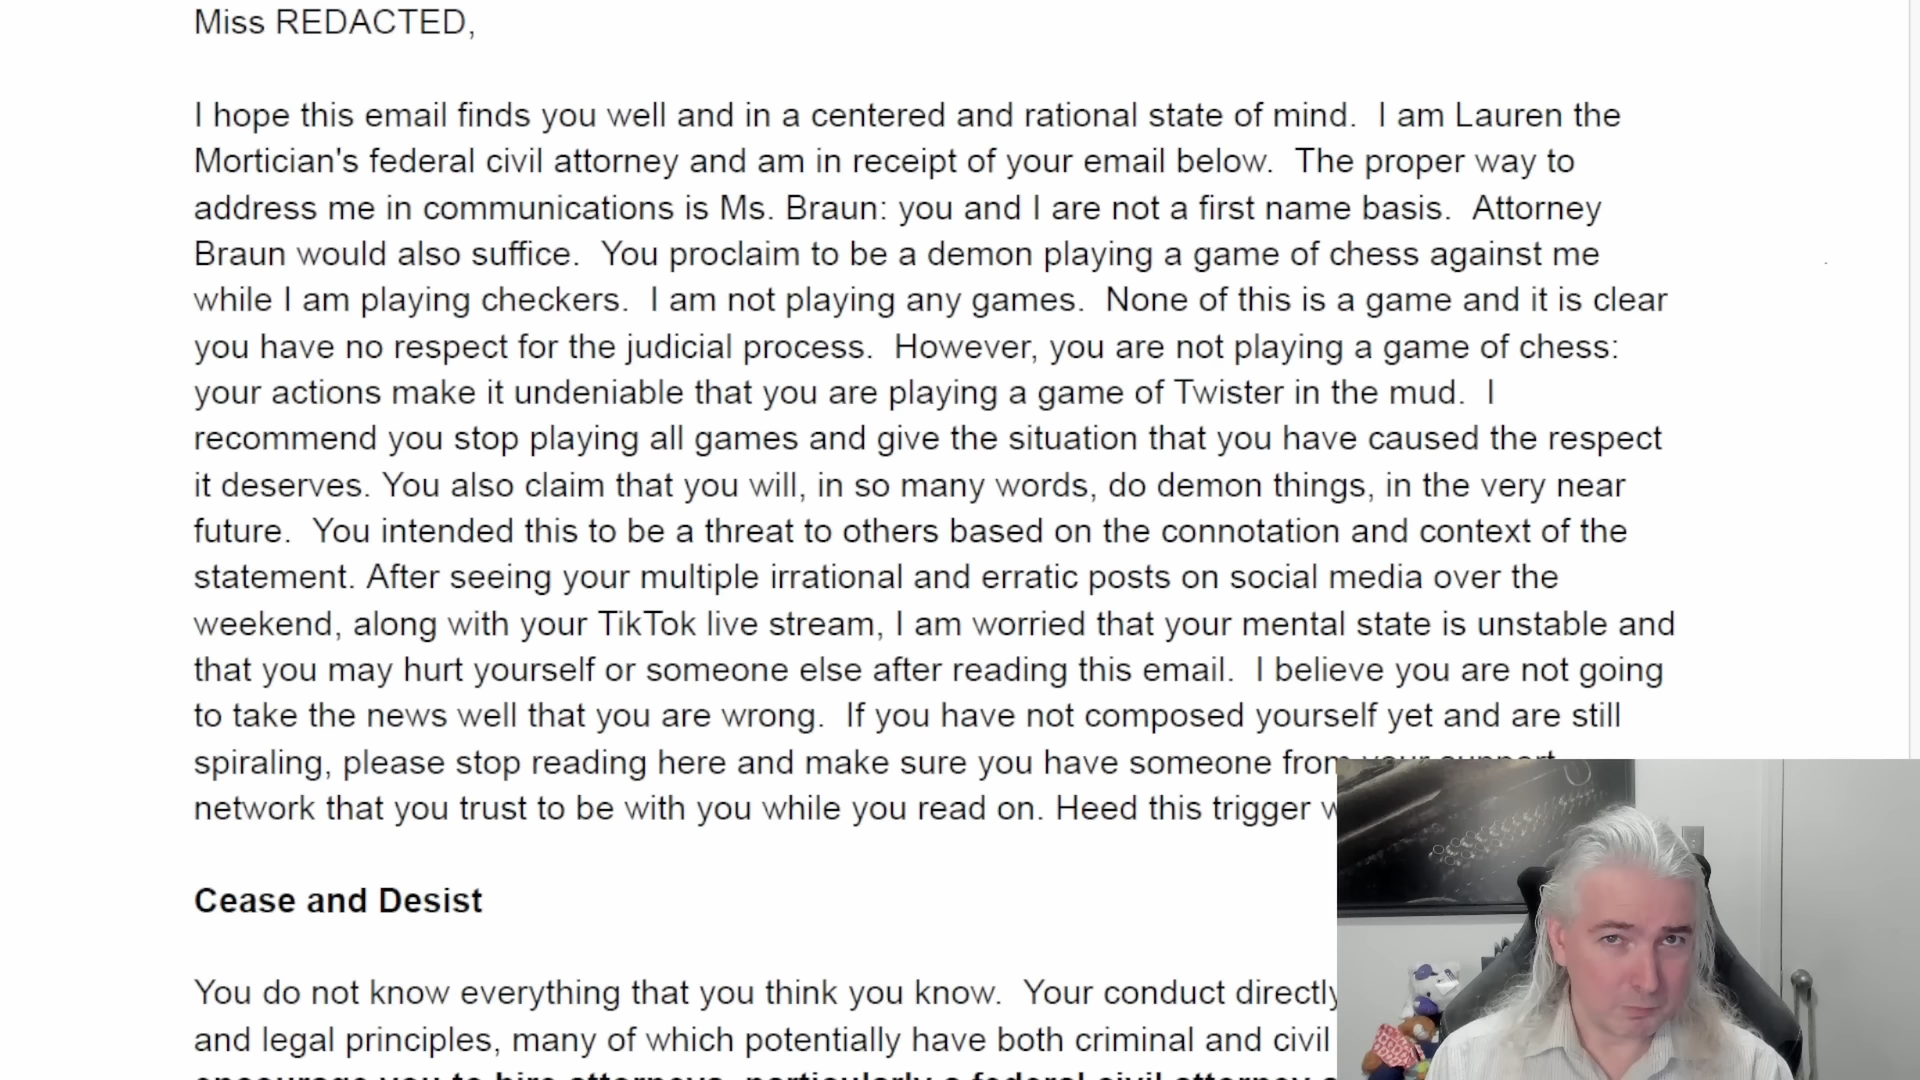 Miss REDACTED,
I hope this email finds you well and in a centered and rational state of mind.  I am Lauren the
Mortician's federal civil attorney and am in receipt of your email below.  The proper way to
address me in communications is Ms. Braun: you and I are not a first name basis.  Attorney
Braun would also suffice.  You proclaim to be a demon playing a game of chess against me
while I am playing checkers.  I am not playing any games.  None of this is a game and it is clear
you have no respect for the judicial process.  However, you are not playing a game of chess:
your actions make it undeniable that you are playing a game of Twister in the mud.  I
recommend you stop playing all games and give the situation that you have caused the respect
it deserves. You also claim that you will, in so many words, do demon things, in the very near
future.  You intended this to be a threat to others based on the connotation and context of the
statement. After seeing your multiple irrational and erratic posts on social media over the
weekend, along with your TikTok live stream, I am worried that your mental state is unstable and
that you may hurt yourself or someone else after reading this email.  I believe you are not going
to take the news well that you are wrong.  If you have not composed yourself yet and are still
spiraling, please stop reading here and make sure you have someone from your support
network that you trust to be with you while you read on. Heed this trigger
Cease and Desist
You do not know everything that you think you know.  Your conduct directly
and legal principles, many of which potentially have both criminal and civil
encourage you to hire attorneys, particularly a federal civil attorney